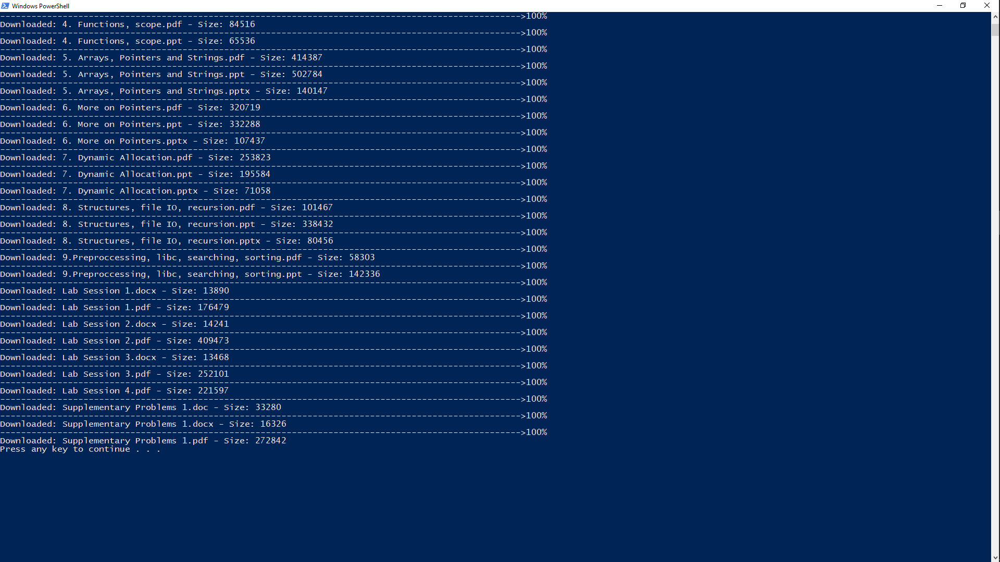 Windows PowerShell
---------------------------------------------------------------------------------------------------->100%
Downloaded: 4. Functions, scope.pdf - Size: 84516
---------------------------------------------------------------------------------------------------->100%
Downloaded: 4. Functions, scope.ppt - Size: 65536
---------------------------------------------------------------------------------------------------->100%
Downloaded: 5. Arrays, Pointers and Strings.pdf - Size: 414387
---------------------------------------------------------------------------------------------------->100%
Downloaded: 5. Arrays, Pointers and Strings.ppt - Size: 502784
---------------------------------------------------------------------------------------------------->100%
Downloaded: 5. Arrays, Pointers and Strings.pptx - Size: 140147
---------------------------------------------------------------------------------------------------->100%
Downloaded: 6. More on Pointers.pdf - Size: 320719
---------------------------------------------------------------------------------------------------->100%
Downloaded: 6. More on Pointers.ppt - Size: 332288
---------------------------------------------------------------------------------------------------->100%
Downloaded: 6. More on Pointers.pptx - Size: 107437
---------------------------------------------------------------------------------------------------->100%
Downloaded: 7. Dynamic Allocation.pdf - Size: 253823
---------------------------------------------------------------------------------------------------->100%
Downloaded: 7. Dynamic Allocation.ppt - Size: 195584
---------------------------------------------------------------------------------------------------->100%
Downloaded: 7. Dynamic Allocation.pptx - Size: 71058
---------------------------------------------------------------------------------------------------->100%
Downloaded: 8. Structures, file IO, recursion.pdf - Size: 101467
---------------------------------------------------------------------------------------------------->100%
Downloaded: 8. Structures, file IO, recursion.ppt - Size: 338432
---------------------------------------------------------------------------------------------------->100%
Downloaded: 8. Structures, file IO, recursion.pptx - Size: 80456
---------------------------------------------------------------------------------------------------->100%
Downloaded: 9.Preproccessing, libc, searching, sorting.pdf - Size: 58303
---------------------------------------------------------------------------------------------------->100%
Downloaded: 9.Preproccessing, libc, searching, sorting.ppt - Size: 142336
---------------------------------------------------------------------------------------------------->100%
Downloaded: Lab Session 1.docx - Size: 13890
---------------------------------------------------------------------------------------------------->100%
Downloaded: Lab Session 1.pdf - Size: 176479
---------------------------------------------------------------------------------------------------->100%
Downloaded: Lab Session 2.docx - Size: 14241
---------------------------------------------------------------------------------------------------->100%
Downloaded: Lab Session 2.pdf - Size: 409473
---------------------------------------------------------------------------------------------------->100%
Downloaded: Lab Session 3.docx - Size: 13468
---------------------------------------------------------------------------------------------------->100%
Downloaded: Lab Session 3.pdf - Size: 252101
---------------------------------------------------------------------------------------------------->100%
Downloaded: Lab Session 4.pdf - Size: 221597
---------------------------------------------------------------------------------------------------->100%
Downloaded: Supplementary Problems 1.doc - Size: 33280
---------------------------------------------------------------------------------------------------->100%
Downloaded: Supplementary Problems 1.docx - Size: 16326
---------------------------------------------------------------------------------------------------->100%
Downloaded: Supplementary Problems 1.pdf - Size: 272842
Press any key to continue . . .